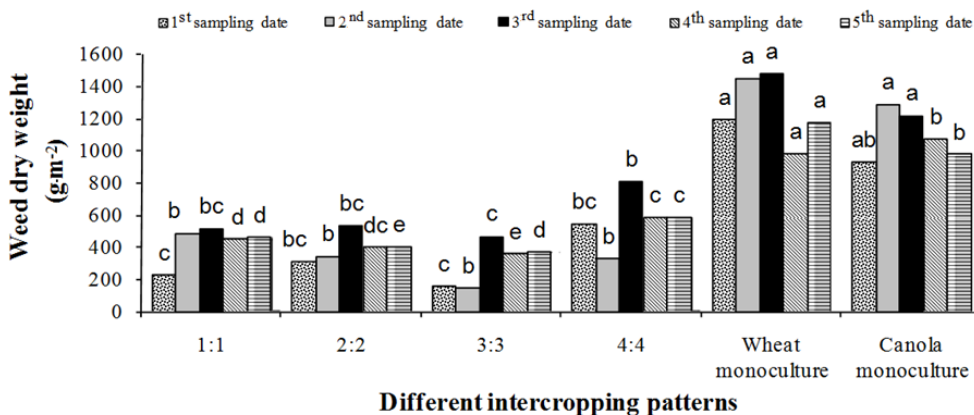 1st sampling date 2nd sampling date 3rd sampling date 4th sampling date 5th sampling date
Weed dry weight
(g·m-2)
1600
1400
1200
1000
800
600
400
200
0
c b bc d d
bc b bc dc e
c b c e d
bc b b c c
a a a a a
ab a a b b
1:1 2:2 3:3 4:4 Wheat monoculture Canola monoculture
Different intercropping patterns